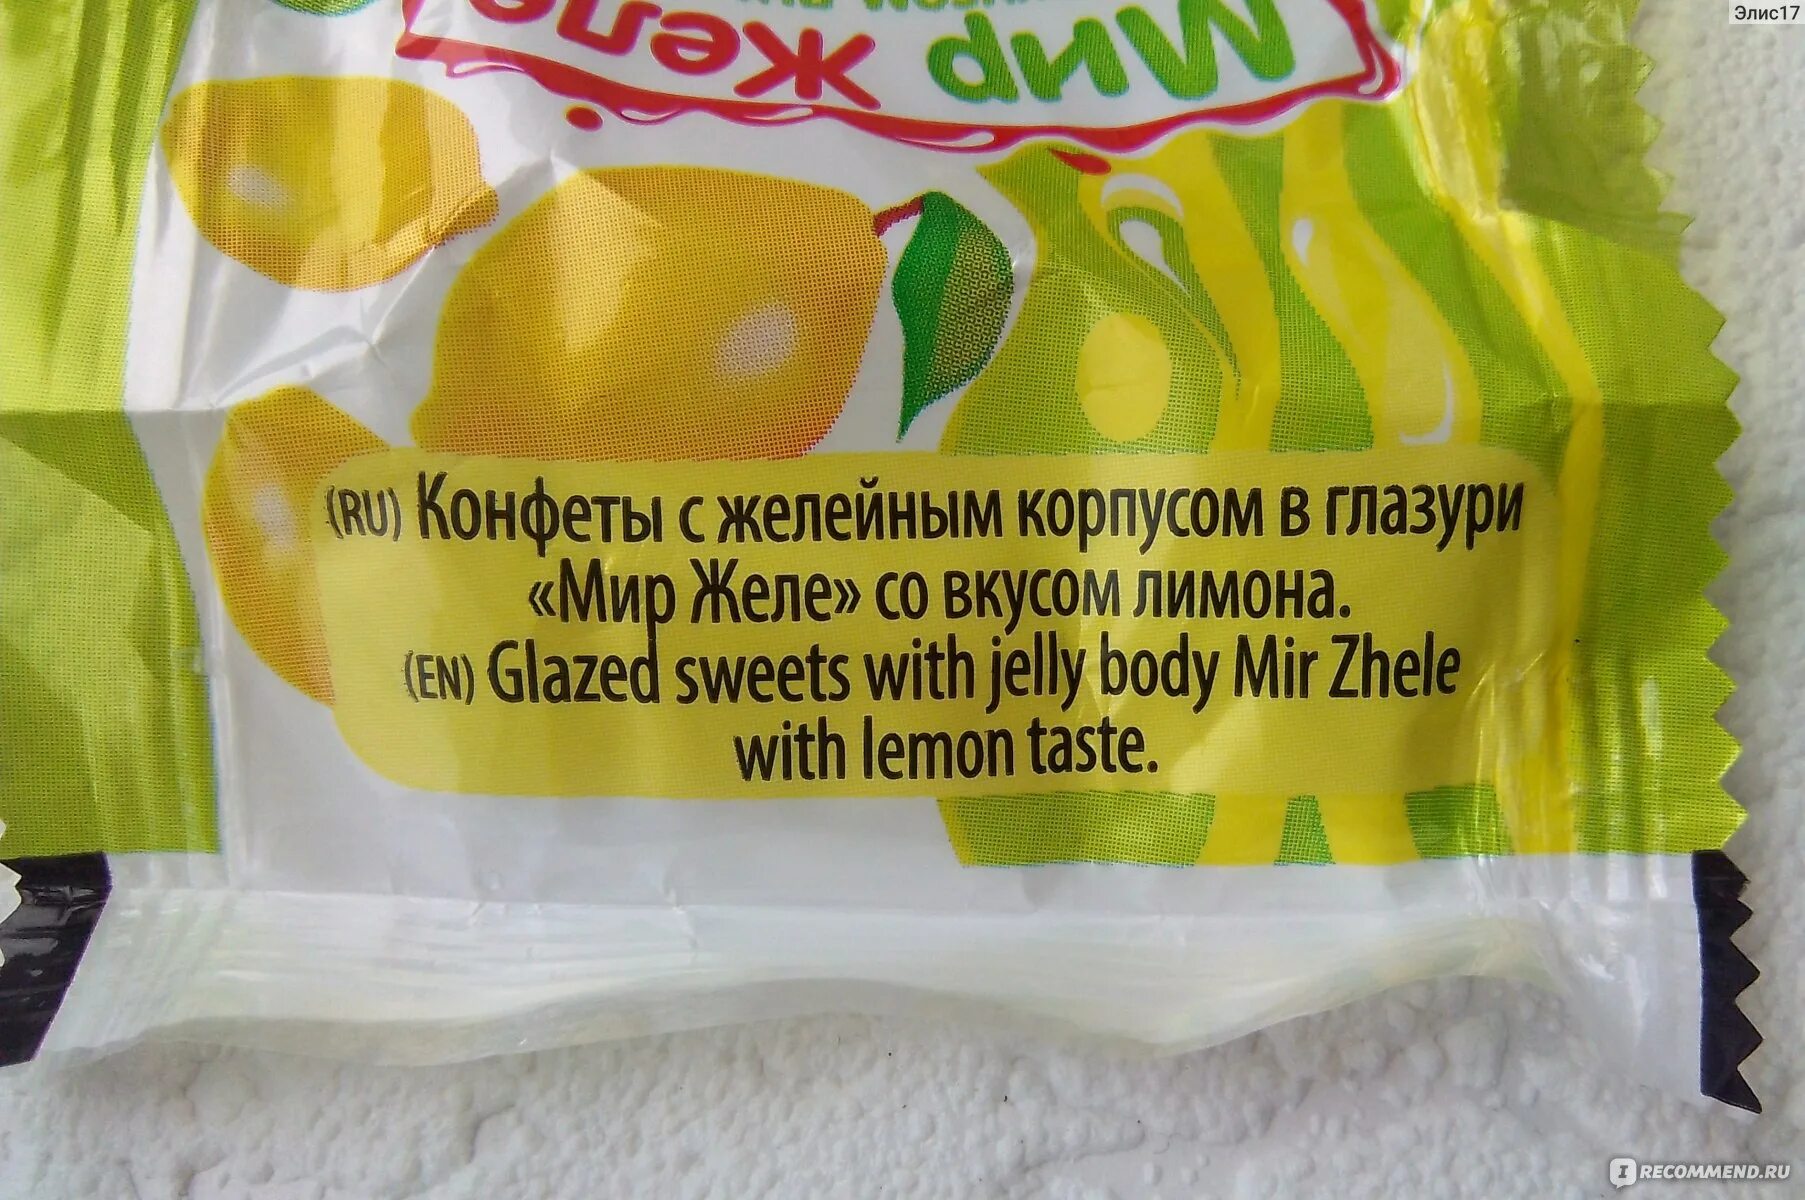 Элис17
Мир Желе
(RU) Конфеты с желейным корпусом в глазури
«Мир Желе» со вкусом лимона.
(EN) Glazed sweets with jelly body Mir Zhele
with lemon taste.
IRECOMMEND.RU